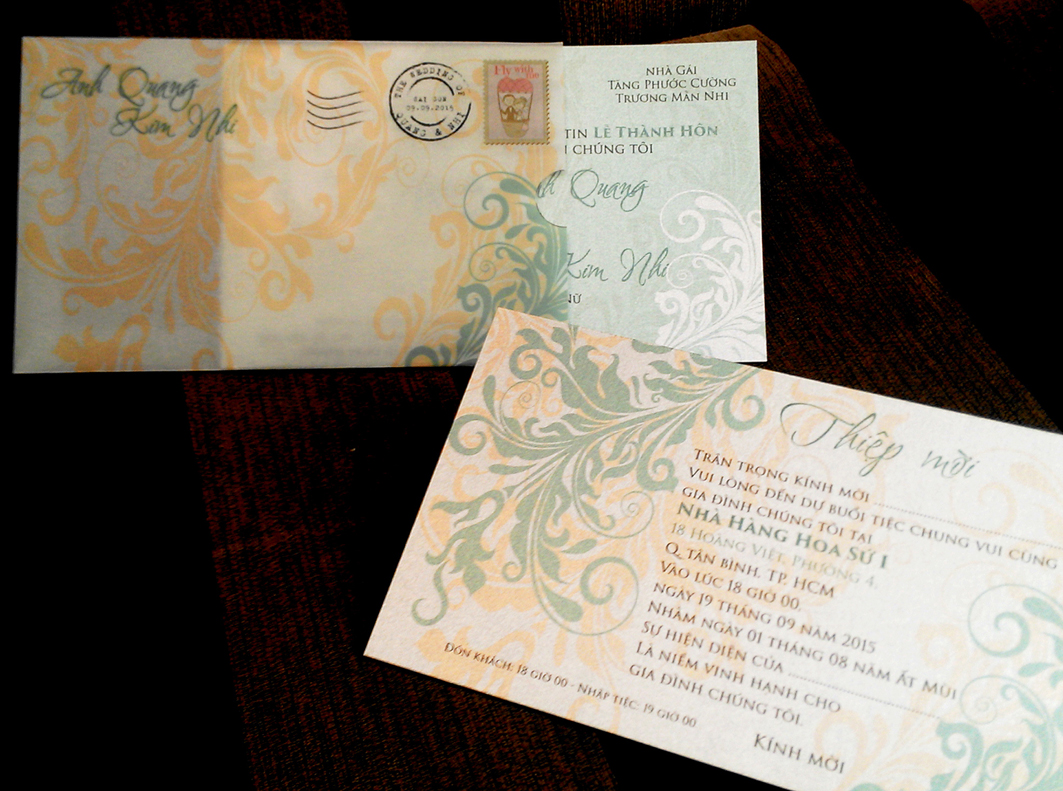 Anh Quang
Kim Nhi
THE WEDDING OF
SAI GON
09.09.2015
QUANG & NHI
Fly with
me
NHÀ GÁI
TĂNG PHƯỚC CƯỜNG
TRƯƠNG MẪN NHI
TIN LỄ THÀNH HÔN
I CHÚNG TÔI
h Quang
Kim Nhi
NỮ
Thiệp mời
TRÂN TRỌNG KÍNH MỜI
VUI LÒNG ĐẾN DỰ BUỔI TIỆC CHUNG VUI CÙNG
GIA ĐÌNH CHÚNG TÔI TẠI
NHÀ HÀNG HOA SỨ 1
18 HOÀNG VIỆT, PHƯỜNG 4,
Q. TÂN BÌNH, TP. HCM
VÀO LÚC 18 GIỜ 00.
NGÀY 19 THÁNG 09 NĂM 2015
NHẰM NGÀY 01 THÁNG 08 NĂM ẤT MÙI
SỰ HIỆN DIỆN CỦA
LÀ NIỀM VINH HẠNH CHO
GIA ĐÌNH CHÚNG TÔI.
KÍNH MỜI
ĐÓN KHÁCH: 18 GIỜ 00 - NHẬP TIỆC: 19 GIỜ 00